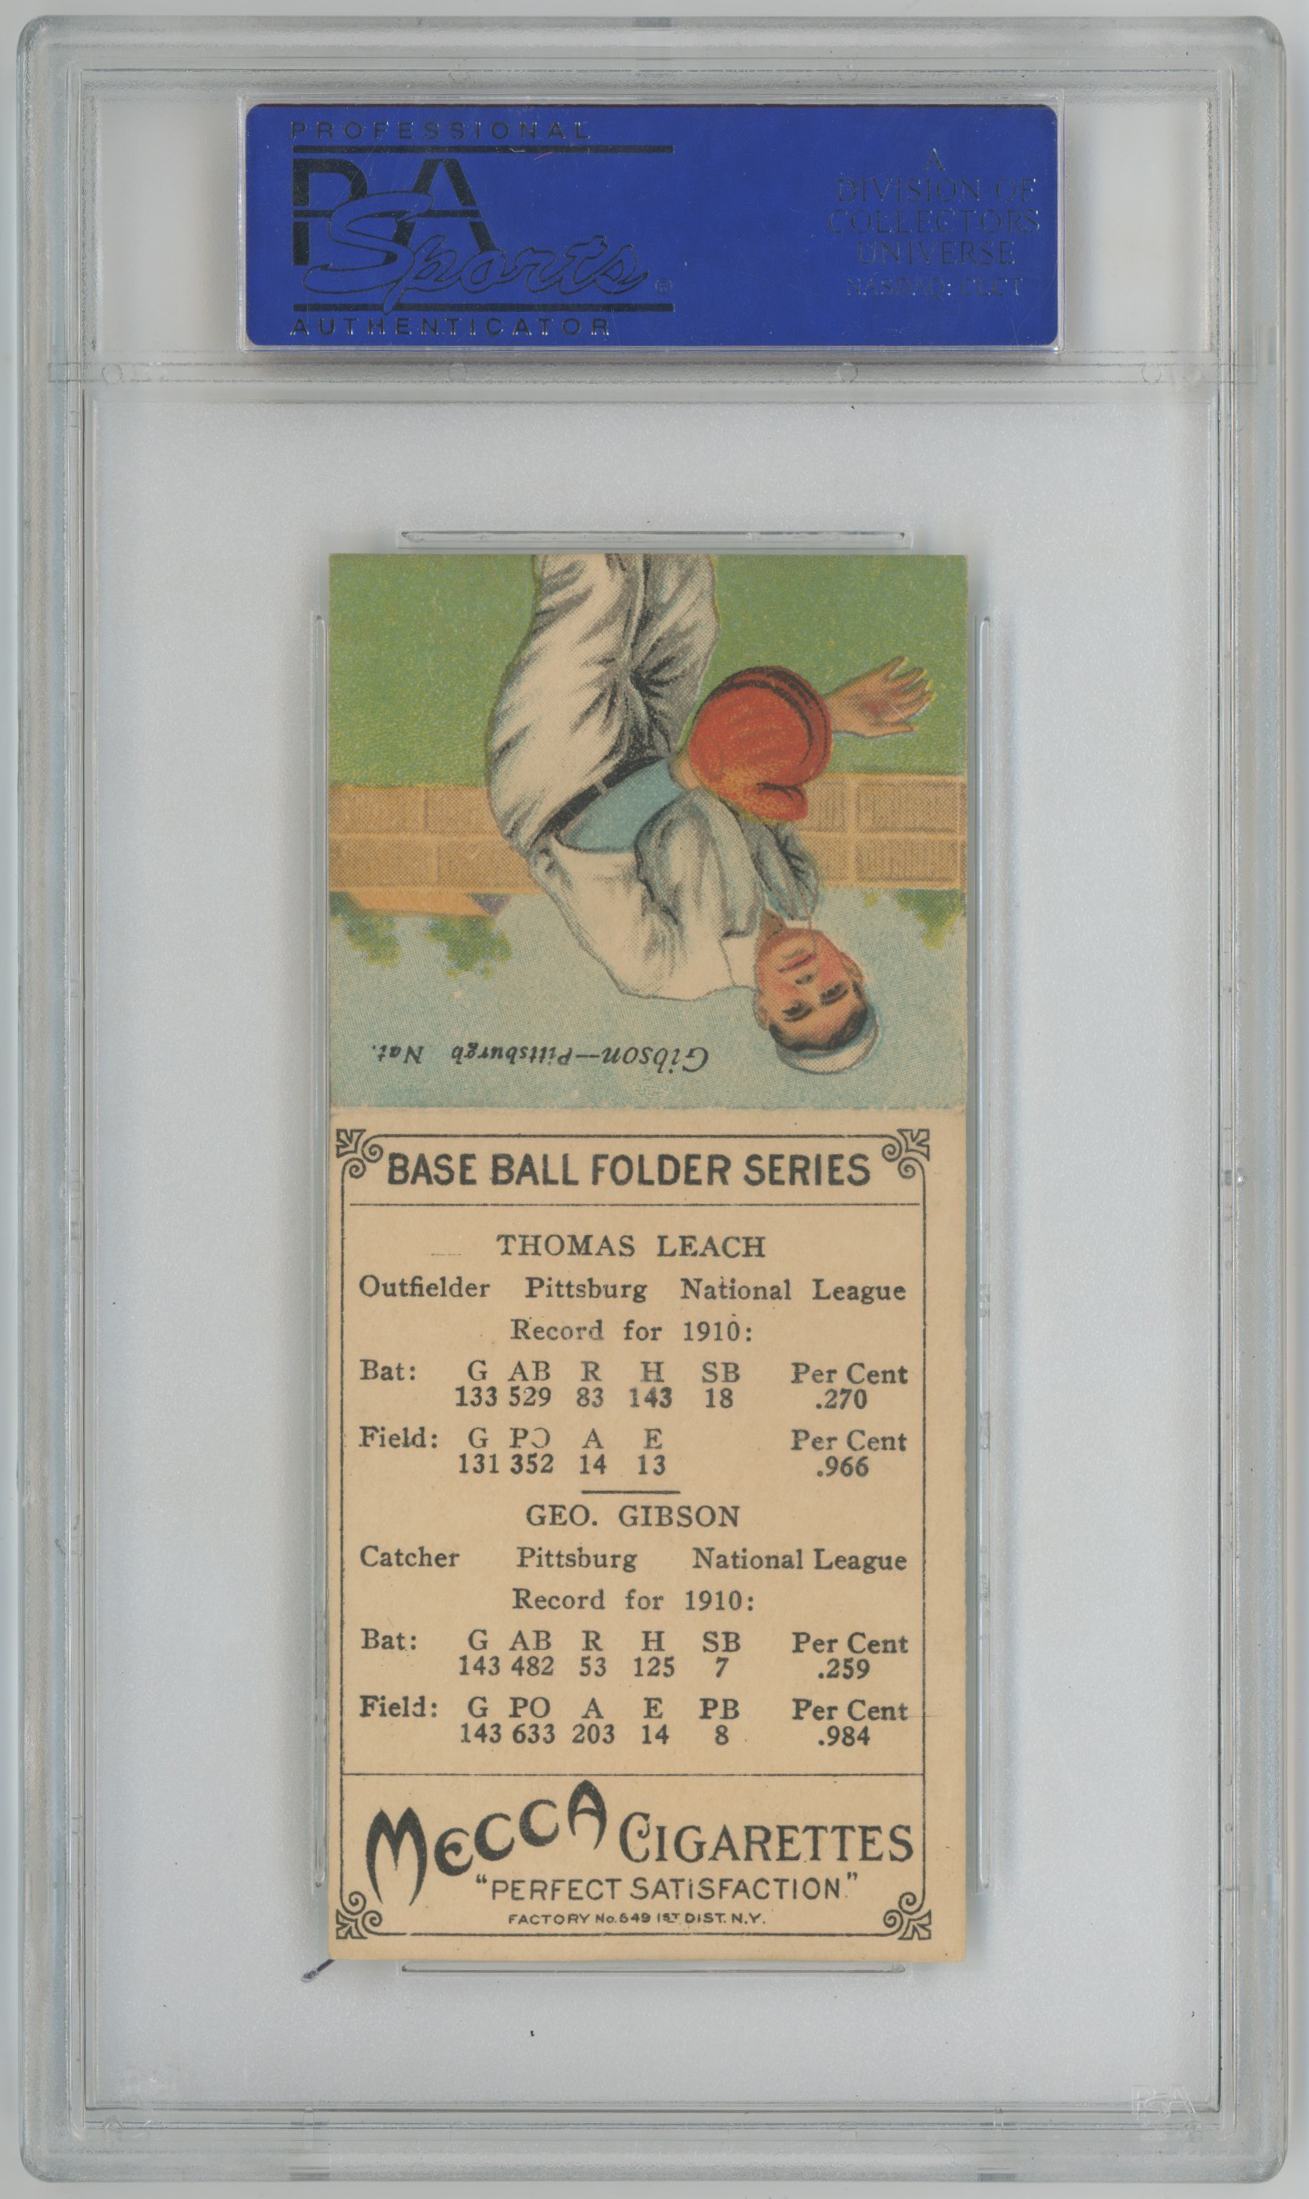 PROFESSIONAL
PSA
Sports®
AUTHENTICATOR
A
DIVISION OF
COLLECTORS
UNIVERSE
NASDAQ: CLCT
Gibson—Pittsburgh Nat.
BASE BALL FOLDER SERIES
THOMAS LEACH
Outfielder Pittsburg National League
Record for 1910:
Bat: G AB R H SB Per Cent
133 529 83 143 18 .270
Field: G PO A E Per Cent
131 352 14 13 .966
GEO. GIBSON
Catcher Pittsburg National League
Record for 1910:
Bat: G AB R H SB Per Cent
143 482 53 125 7 .259
Field: G PO A E PB Per Cent
143 633 203 14 8 .984
MECCA CIGARETTES
"PERFECT SATISFACTION."
FACTORY No. 649 1ST DIST. N.Y.
PSA